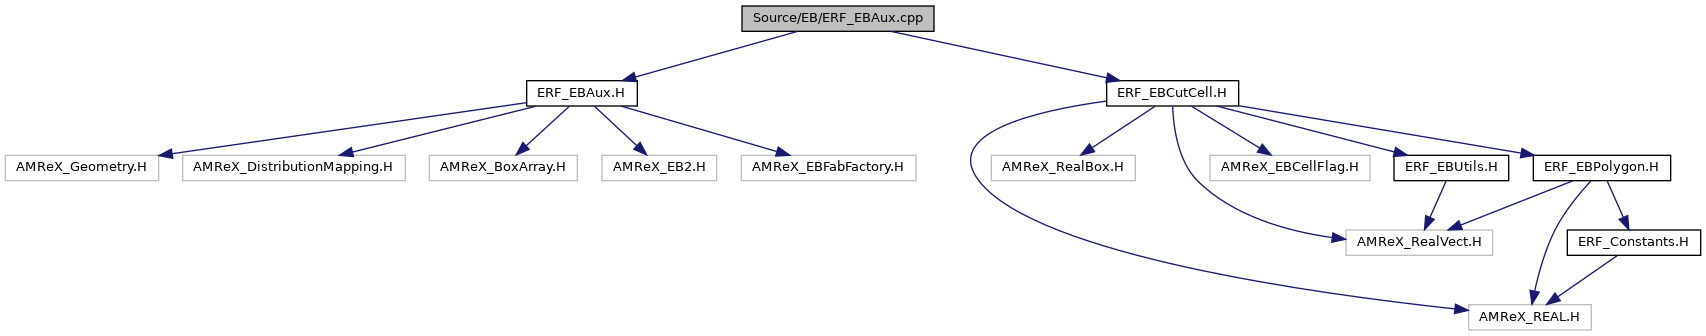 Source/EB/ERF_EBAux.cpp
ERF_EBAux.H
ERF_EBCutCell.H
AMReX_Geometry.H
AMReX_DistributionMapping.H
AMReX_BoxArray.H
AMReX_EB2.H
AMReX_EBFabFactory.H
AMReX_RealBox.H
AMReX_EBCellFlag.H
ERF_EBUtils.H
ERF_EBPolygon.H
AMReX_RealVect.H
ERF_Constants.H
AMReX_REAL.H